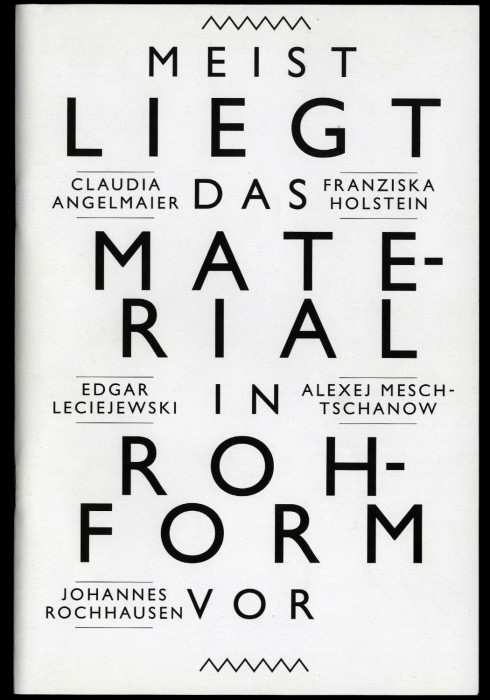 MEIST
LIEGT
CLAUDIA
ANGELMAIER
DAS
FRANZISKA
HOLSTEIN
MATE-
RIAL
EDGAR
LECIEJEWSKI
IN
ALEXEJ MESCH-
TSCHANOW
ROH-
FORM
JOHANNES
ROCHHAUSEN
VOR